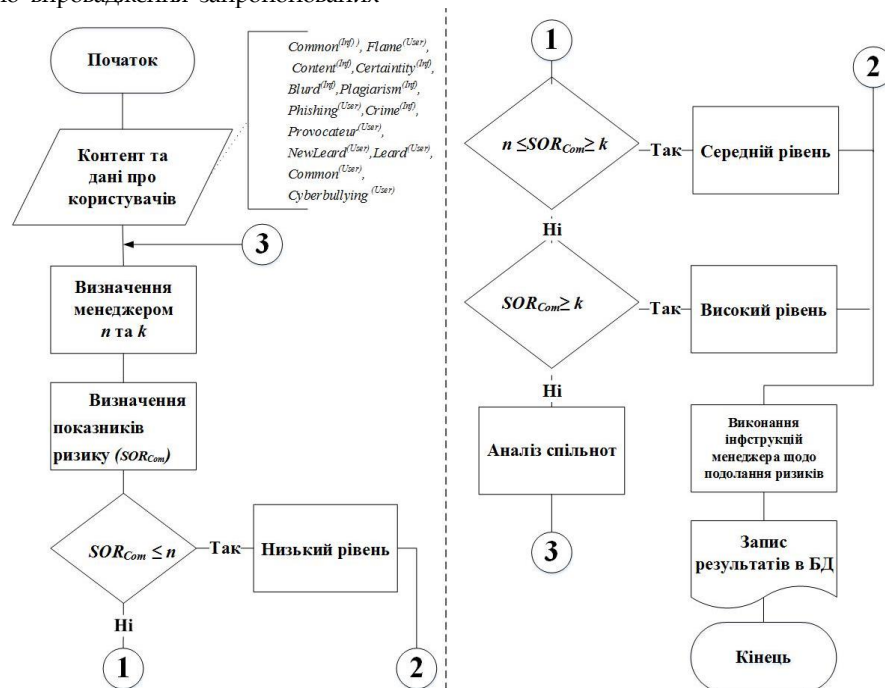 впровадження запропонованих
Початок
Контент та
дані про
користувачів
Common(Inf) ), Flame(User),
Content(Inf),Certaintity(Inf),
Blurd(Inf),Plagiarism(Inf),
Phishing(User),Crime(Inf),
Provocateur(User),
NewLeard(User),Leard(User),
Common(User),
Cyberbullying (User)
3
Визначення
менеджером
n та k
Визначення
показників
ризику (SORCom)
SORCom ≤ n
Так
Низький рівень
Ні
1
2
1
2
n ≤SORCom≥ k
Так
Середній рівень
Ні
SORCom≥ k
Так
Високий рівень
Ні
Аналіз спільнот
3
Виконання
інфструкцій
менеджера щодо
подолання ризиків
Запис
результатів в БД
Кінець